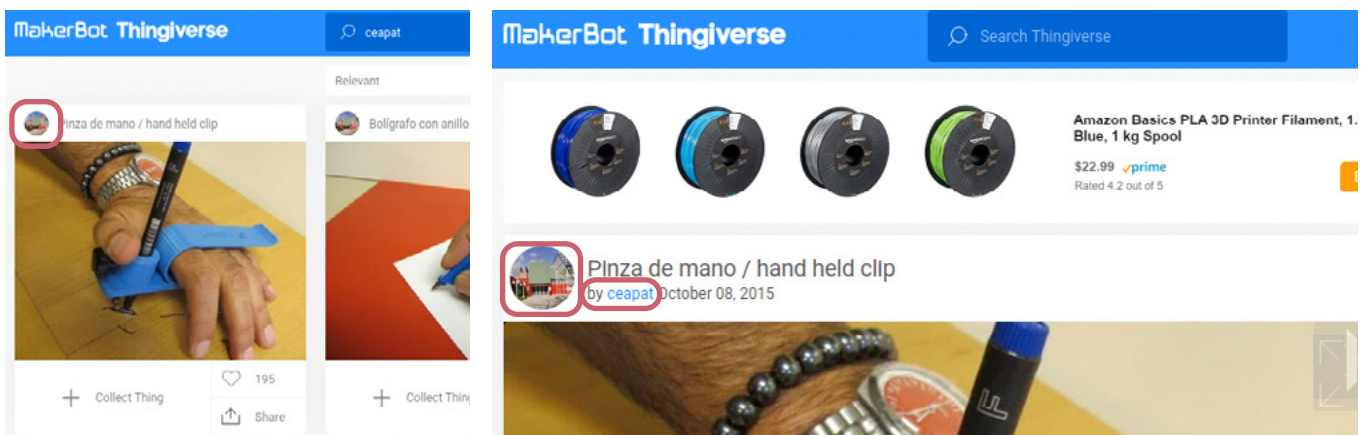 MakerBot Thingiverse
ceapat
Relevant
Pinza de mano / hand held clip
Bolígrafo con anillo
F
195
Collect Thing
Share
Collect Thing
MakerBot Thingiverse
Search Thingiverse
Amazon Basics PLA 3D Printer Filament, 1.
Blue, 1 kg Spool
$22.99 prime
Rated 4.2 out of 5
Pinza de mano / hand held clip
by ceapat October 08, 2015
F